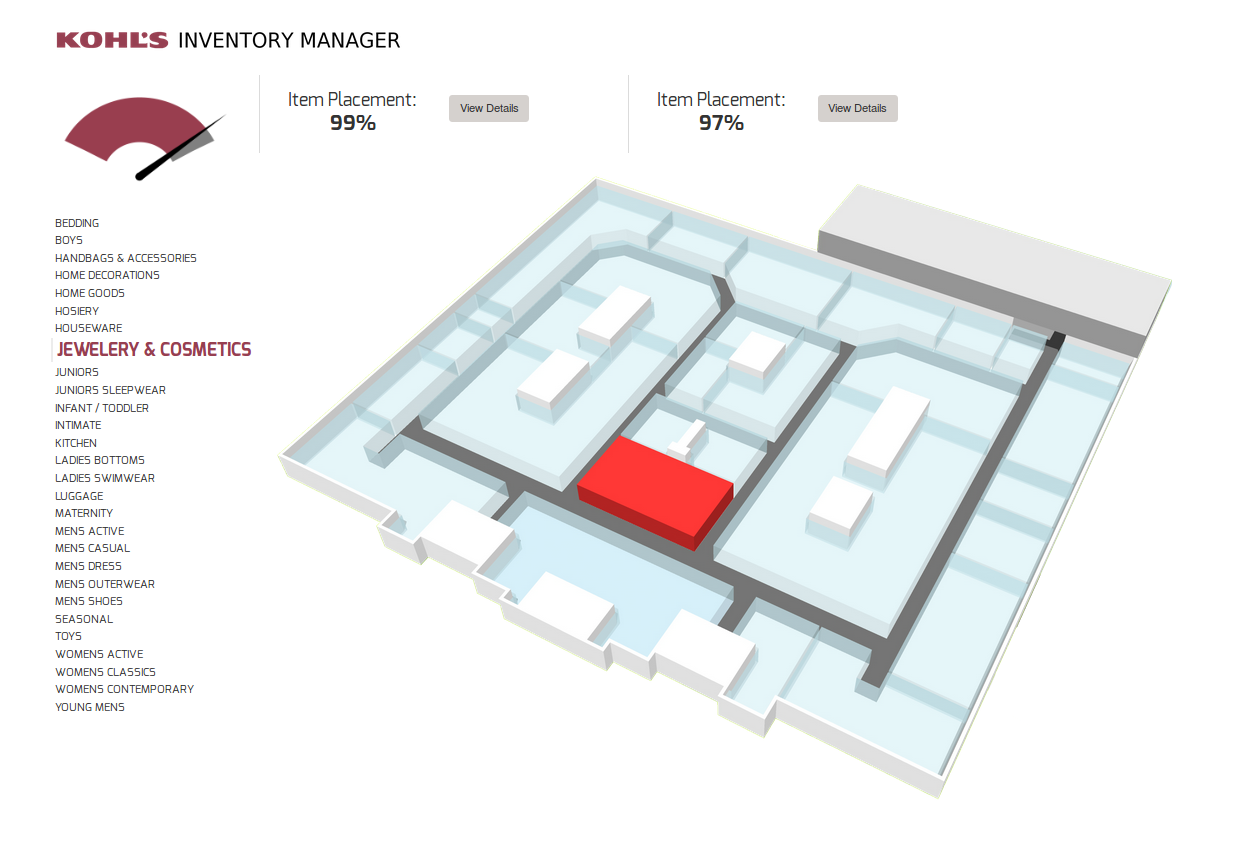 KOHL'S INVENTORY MANAGER
Item Placement:
99%
View Details
Item Placement:
97%
View Details
BEDDING
BOYS
HANDBAGS & ACCESSORIES
HOME DECORATIONS
HOME GOODS
HOSIERY
HOUSEWARE
JEWELERY & COSMETICS
JUNIORS
JUNIORS SLEEPWEAR
INFANT / TODDLER
INTIMATE
KITCHEN
LADIES BOTTOMS
LADIES SWIMWEAR
LUGGAGE
MATERNITY
MENS ACTIVE
MENS CASUAL
MENS DRESS
MENS OUTERWEAR
MENS SHOES
SEASONAL
TOYS
WOMENS ACTIVE
WOMENS CLASSICS
WOMENS CONTEMPORARY
YOUNG MENS